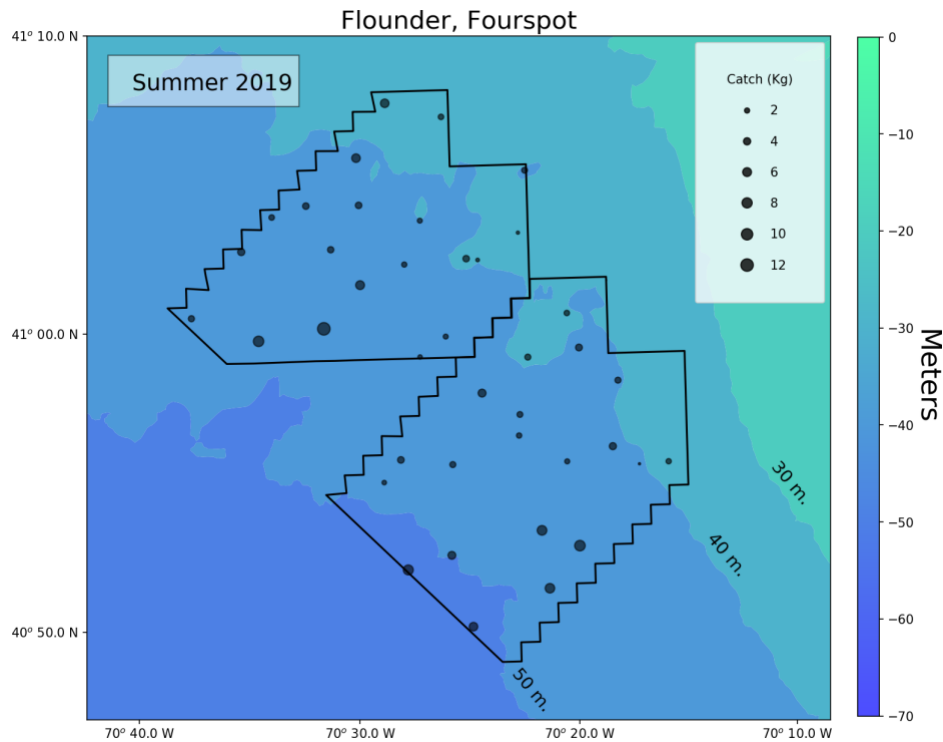 Flounder, Fourspot
41° 10.0 N
41° 00.0 N
40° 50.0 N
70° 40.0 W
70° 30.0 W
70° 20.0 W
70° 10.0 W
Summer 2019
Catch (Kg)
2
4
6
8
10
12
30 m.
40 m.
50 m.
0
−10
−20
−30
−40
−50
−60
−70
Meters